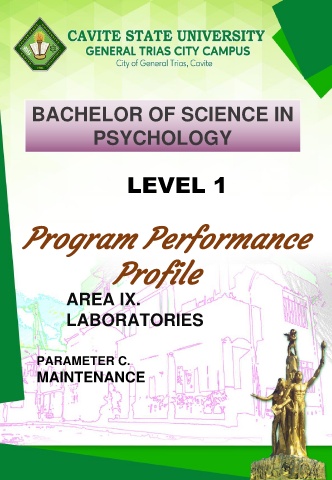 CAVITE STATE UNIVERSITY
GENERAL TRIAS CITY CAMPUS
City of General Trias, Cavite
BACHELOR OF SCIENCE IN
PSYCHOLOGY
LEVEL 1
Program Performance
Profile
AREA IX.
LABORATORIES
PARAMETER C.
MAINTENANCE